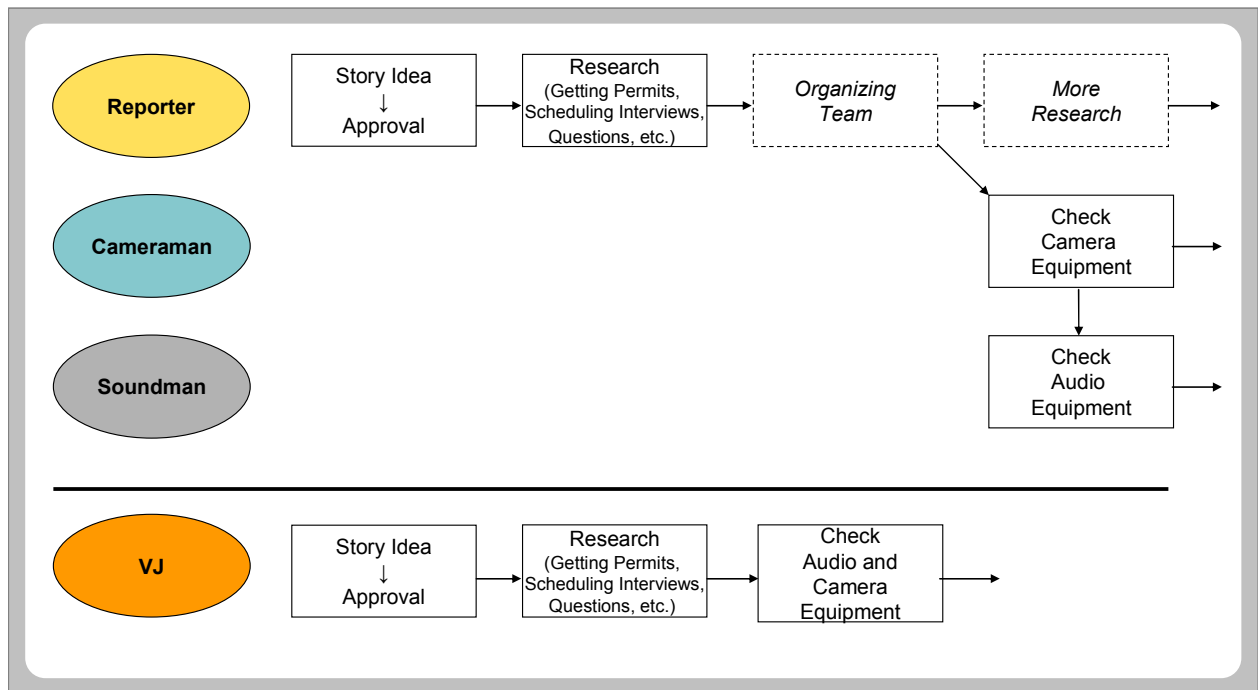 Reporter
Story Idea
↓
Approval
Research
(Getting Permits,
Scheduling Interviews,
Questions, etc.)
Organizing
Team
More
Research
Cameraman
Check
Camera
Equipment
Soundman
Check
Audio
Equipment
VJ
Story Idea
↓
Approval
Research
(Getting Permits,
Scheduling Interviews,
Questions, etc.)
Check
Audio and
Camera
Equipment